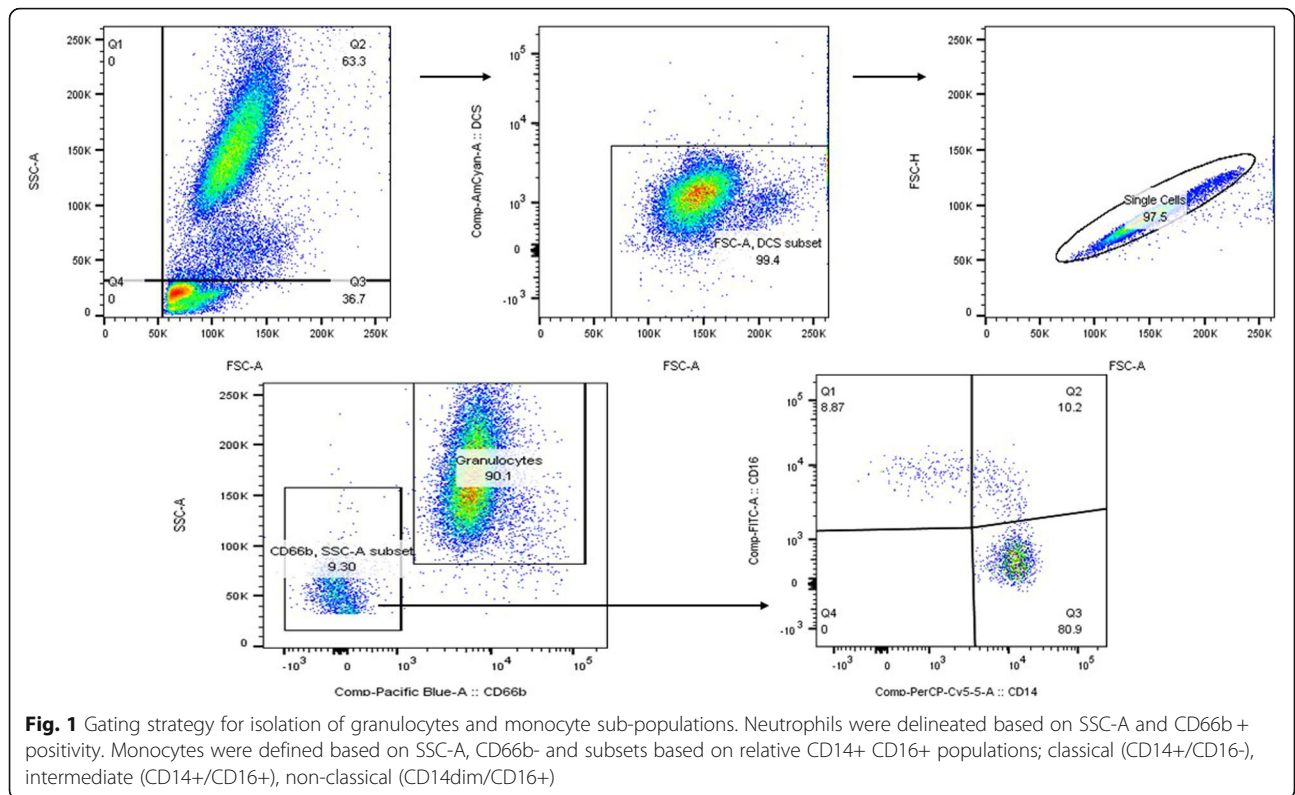 250K
200K
150K
100K
50K
0
SSC-A
Q1
0
Q2
63.3
Q4
0
Q3
36.7
0 50K 100K 150K 200K 250K
FSC-A
10^5
10^4
10^3
0
-10^3
Comp-AmCyan-A :: DCS
FSC-A, DCS subset
99.4
0 50K 100K 150K 200K 250K
FSC-A
250K
200K
150K
100K
50K
0
FSC-H
Single Cells
97.5
0 50K 100K 150K 200K 250K
FSC-A
250K
200K
150K
100K
50K
0
SSC-A
Granulocytes
90.1
CD66b, SSC-A subset
9.30
-10^3 0 10^3 10^4 10^5
Comp-Pacific Blue-A :: CD66b
10^5
10^4
10^3
0
-10^3
Comp-FITC-A :: CD16
Q1
8.87
Q2
10.2
Q4
0
Q3
80.9
-10^3 0 10^3 10^4 10^5
Comp-PerCP-Cy5-5-A :: CD14
Fig. 1 Gating strategy for isolation of granulocytes and monocyte sub-populations. Neutrophils were delineated based on SSC-A and CD66b +
positivity. Monocytes were defined based on SSC-A, CD66b- and subsets based on relative CD14+ CD16+ populations; classical (CD14+/CD16-),
intermediate (CD14+/CD16+), non-classical (CD14dim/CD16+)